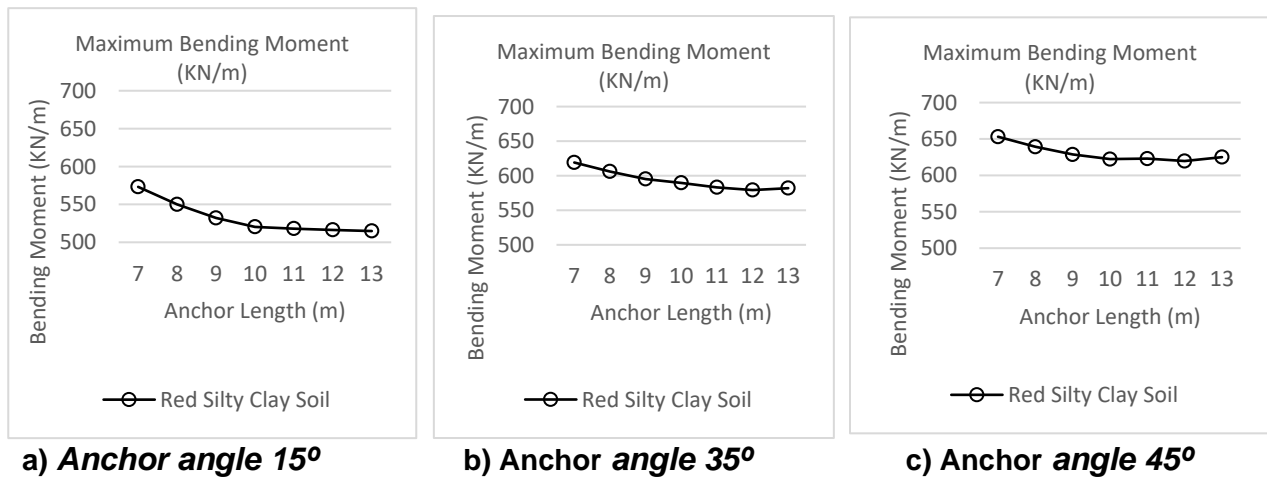 Maximum Bending Moment
(KN/m)
Bending Moment (KN/m)
700
650
600
550
500
7 8 9 10 11 12 13
Anchor Length (m)
Red Silty Clay Soil
a) Anchor angle 15º
Maximum Bending Moment
(KN/m)
Bending Moment (KN/m)
700
650
600
550
500
7 8 9 10 11 12 13
Anchor Length (m)
Red Silty Clay Soil
b) Anchor angle 35º
Maximum Bending Moment
(KN/m)
Bending Moment (KN/m)
700
650
600
550
500
7 8 9 10 11 12 13
Anchor Length (m)
Red Silty Clay Soil
c) Anchor angle 45º